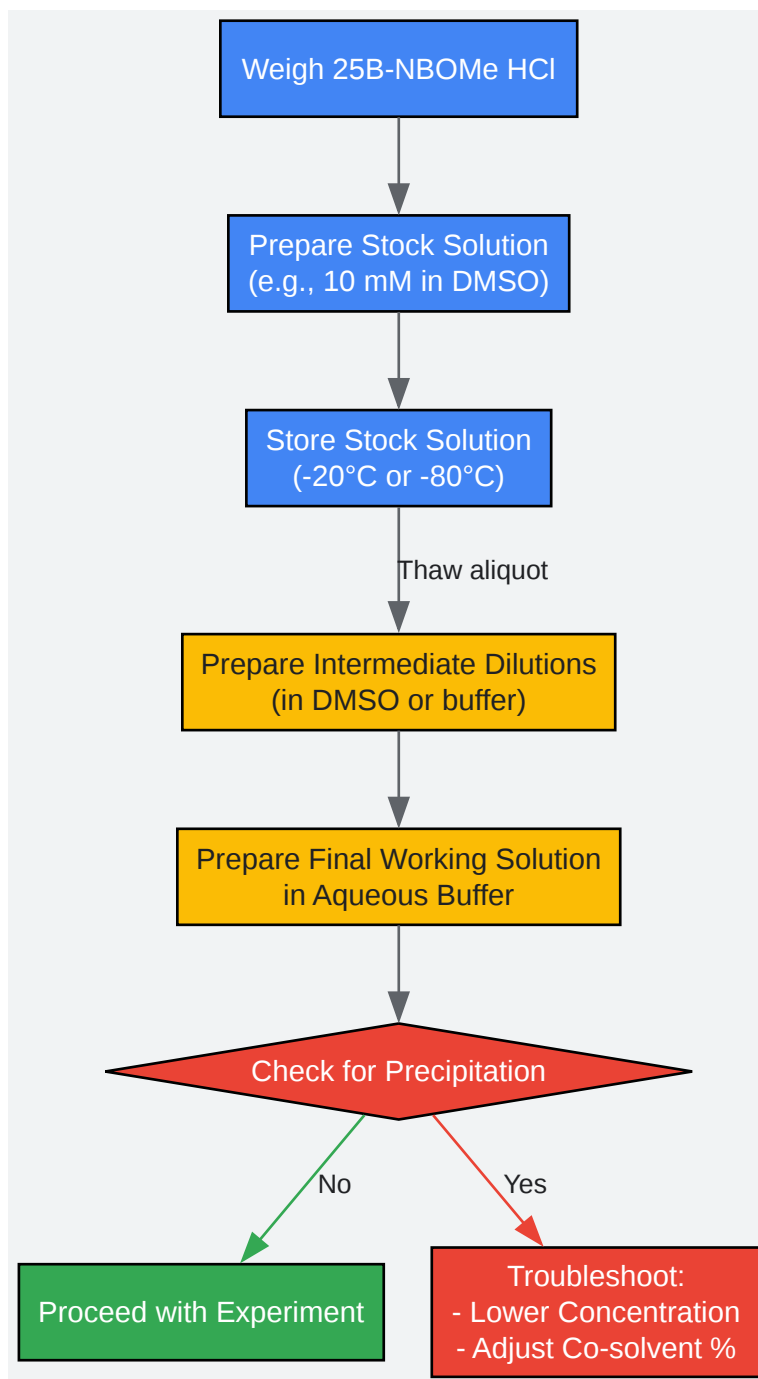 Weigh 25B-NBOMe HCl
Prepare Stock Solution
(e.g., 10 mM in DMSO)
Store Stock Solution
(-20°C or -80°C)
Thaw aliquot
Prepare Intermediate Dilutions
(in DMSO or buffer)
Prepare Final Working Solution
in Aqueous Buffer
Check for Precipitation
No
Yes
Proceed with Experiment
Troubleshoot:
- Lower Concentration
- Adjust Co-solvent %